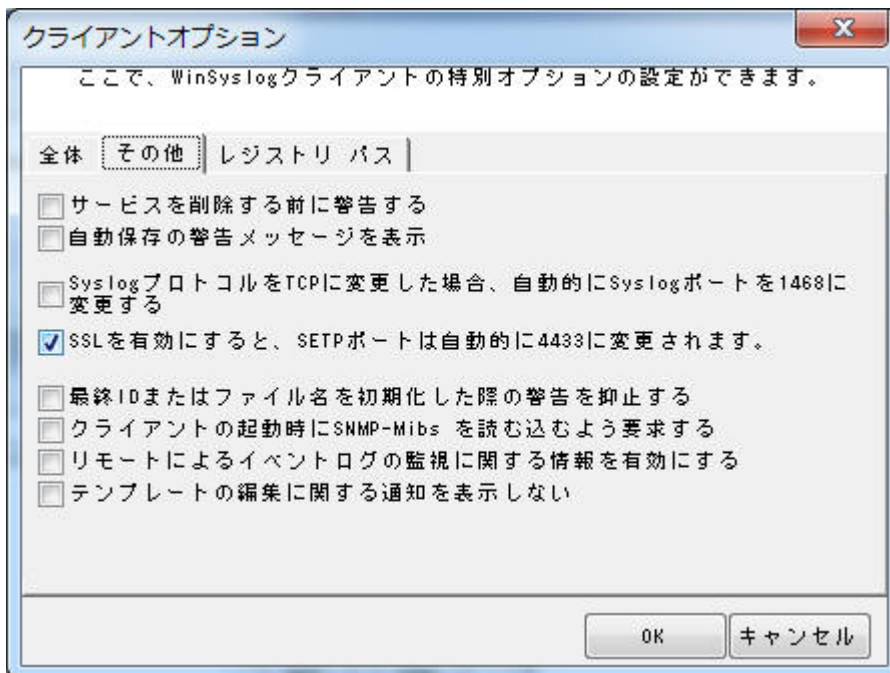 クライアントオプション
ここで、WinSyslogクライアントの特別オプションの設定ができます。
全体 その他 レジストリ パス
サービスを削除する前に警告する
自動保存の警告メッセージを表示
SyslogプロトコルをTCPに変更した場合、自動的にSyslogポートを1468に
変更する
SSLを有効にすると、SETPポートは自動的に4433に変更されます。
最終IDまたはファイル名を初期化した際の警告を抑止する
クライアントの起動時にSNMP-Mibs を読む込むよう要求する
リモートによるイベントログの監視に関する情報を有効にする
テンプレートの編集に関する通知を表示しない
OK キャンセル